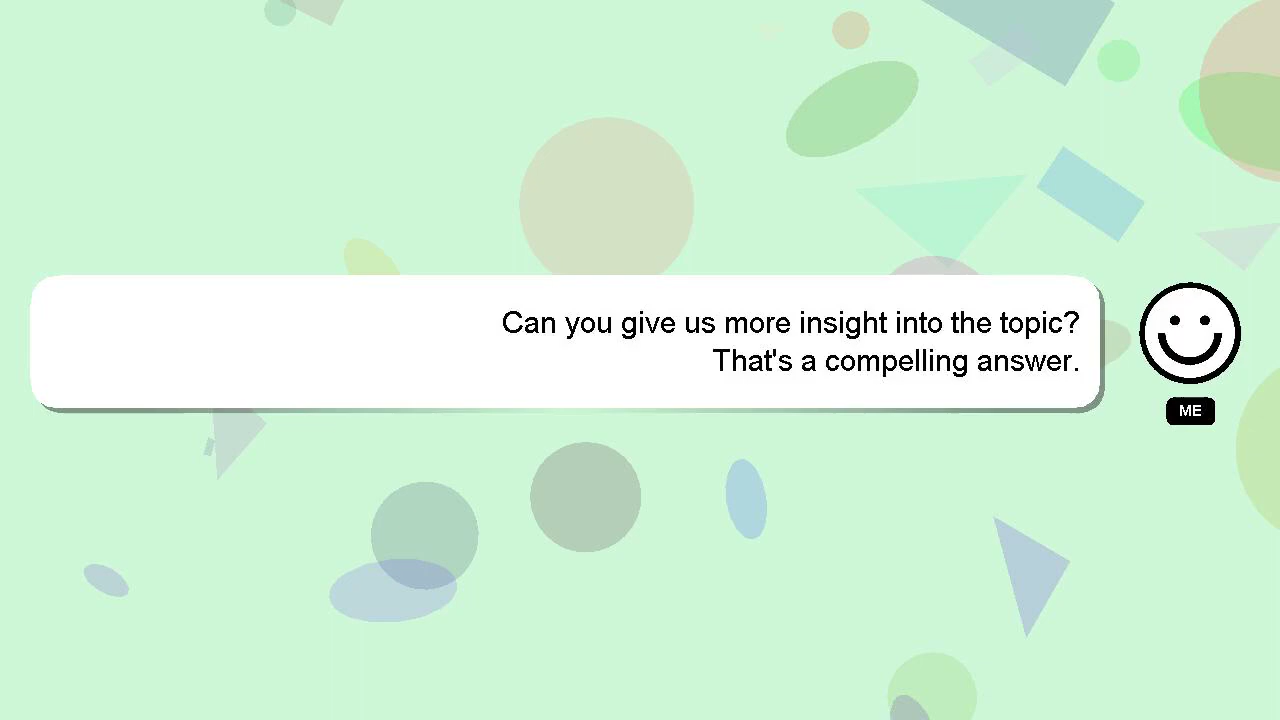 Can you give us more insight into the topic?
That's a compelling answer.
ME